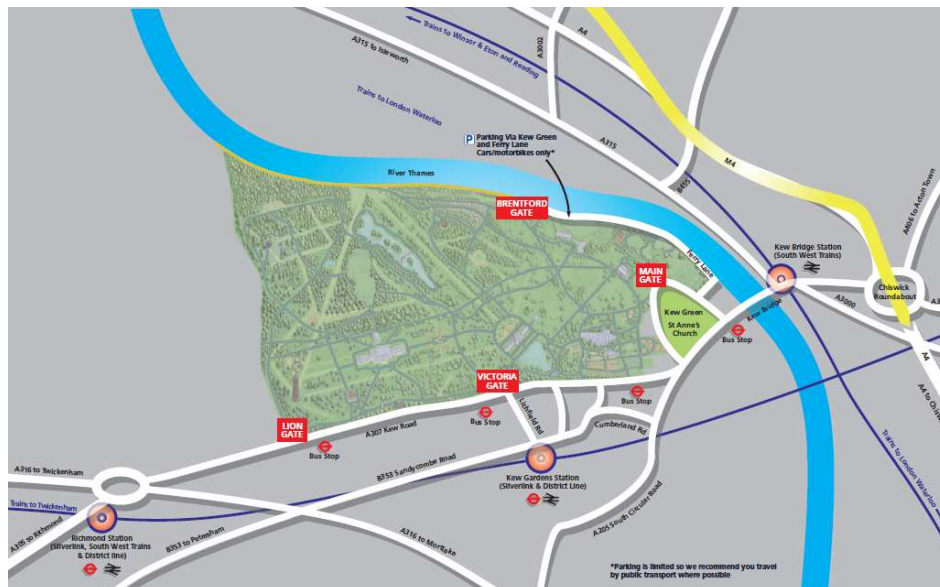 Trains to Winsor & Eton and Reading
A315 to Isleworth
A3002
A4
Trains to London Waterloo
P
Parking Via Kew Green
and Ferry Lane
Cars/motorbikes only*
A315
M4
B455
A406 to Acton Town
River Thames
BRENTFORD
GATE
Ferry Lane
Kew Bridge Station
(South West Trains)
MAIN
GATE
Chiswick
Roundabout
A3000
Kew Green
St Anne's
Church
Kew Bridge
Bus Stop
A4
VICTORIA
GATE
Bus Stop
Bus Stop
Lichfield Rd
Cumberland Rd
LION
GATE
A307 Kew Road
Bus Stop
B353 Sandycombe Road
Kew Gardens Station
(Silverlink & District Line)
A316 to Twickenham
Trains to Twickenham
A305 to Richmond
Richmond Station
(Silverlink, South West Trains
& District line)
B353 to Petersham
A316 to Mortlake
A205 South Circular Road
Trains to London Waterloo
*Parking is limited so we recommend you travel
by public transport where possible